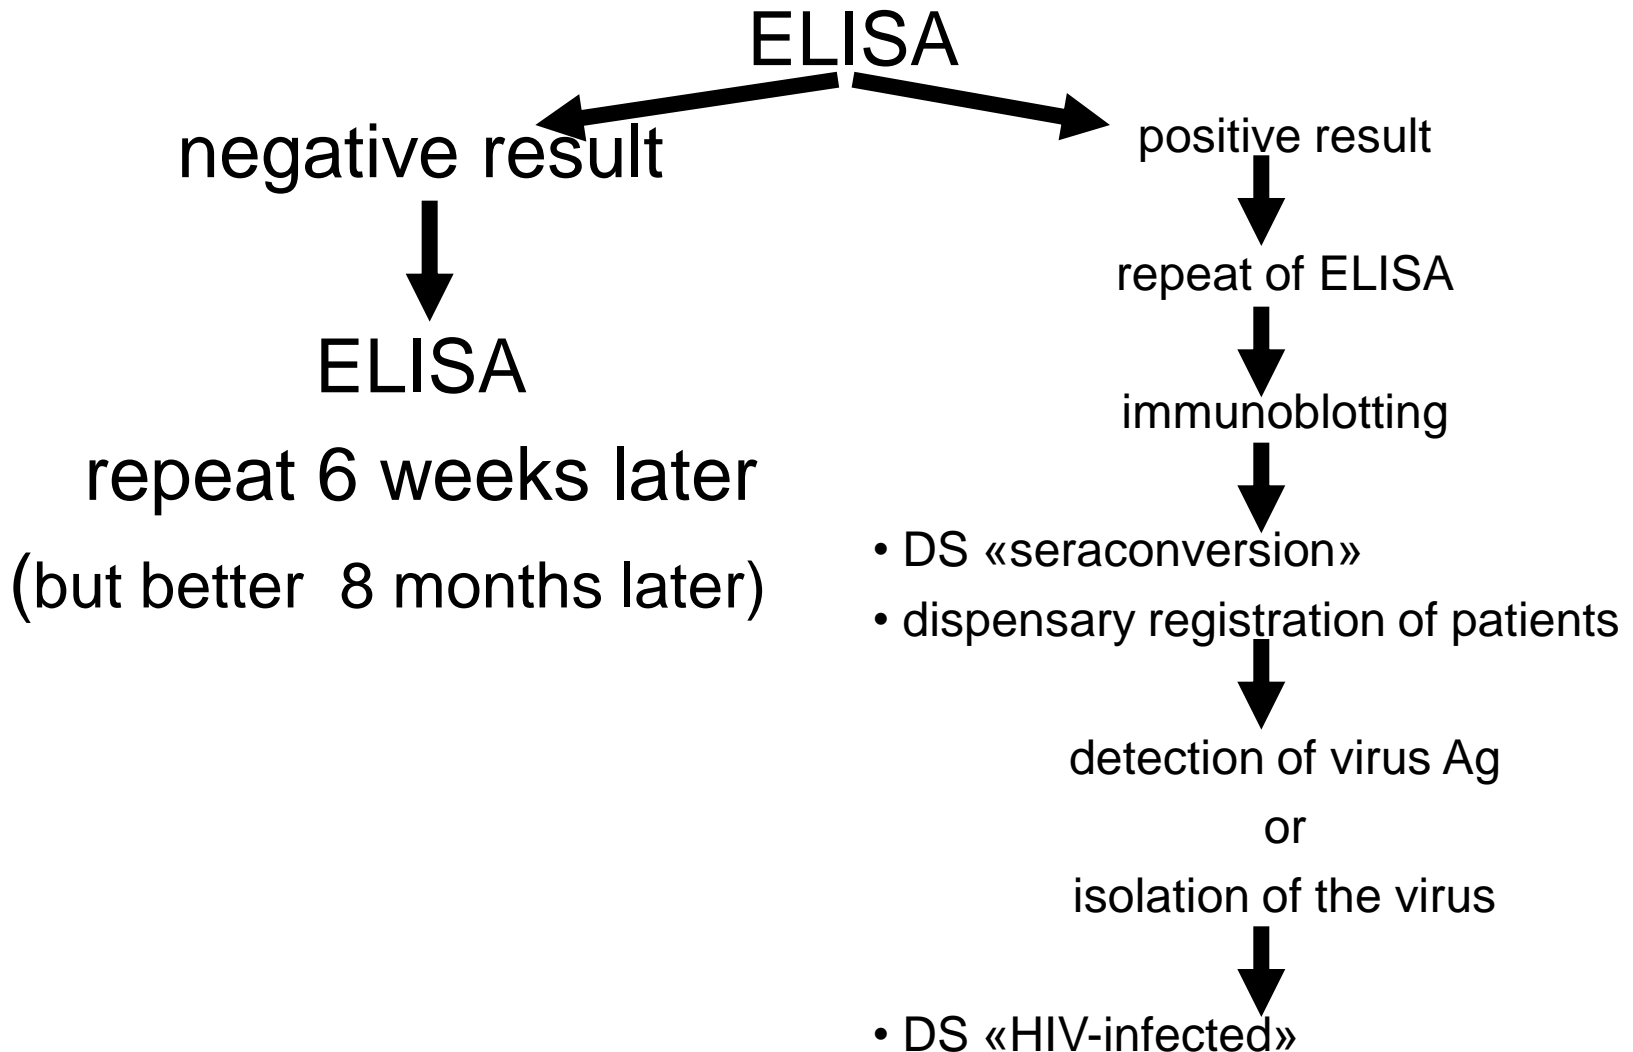 ELISA
negative result
ELISA
repeat 6 weeks later
(but better 8 months later)
positive result
repeat of ELISA
immunoblotting
• DS «seraconversion»
• dispensary registration of patients
detection of virus Ag
or
isolation of the virus
• DS «HIV-infected»